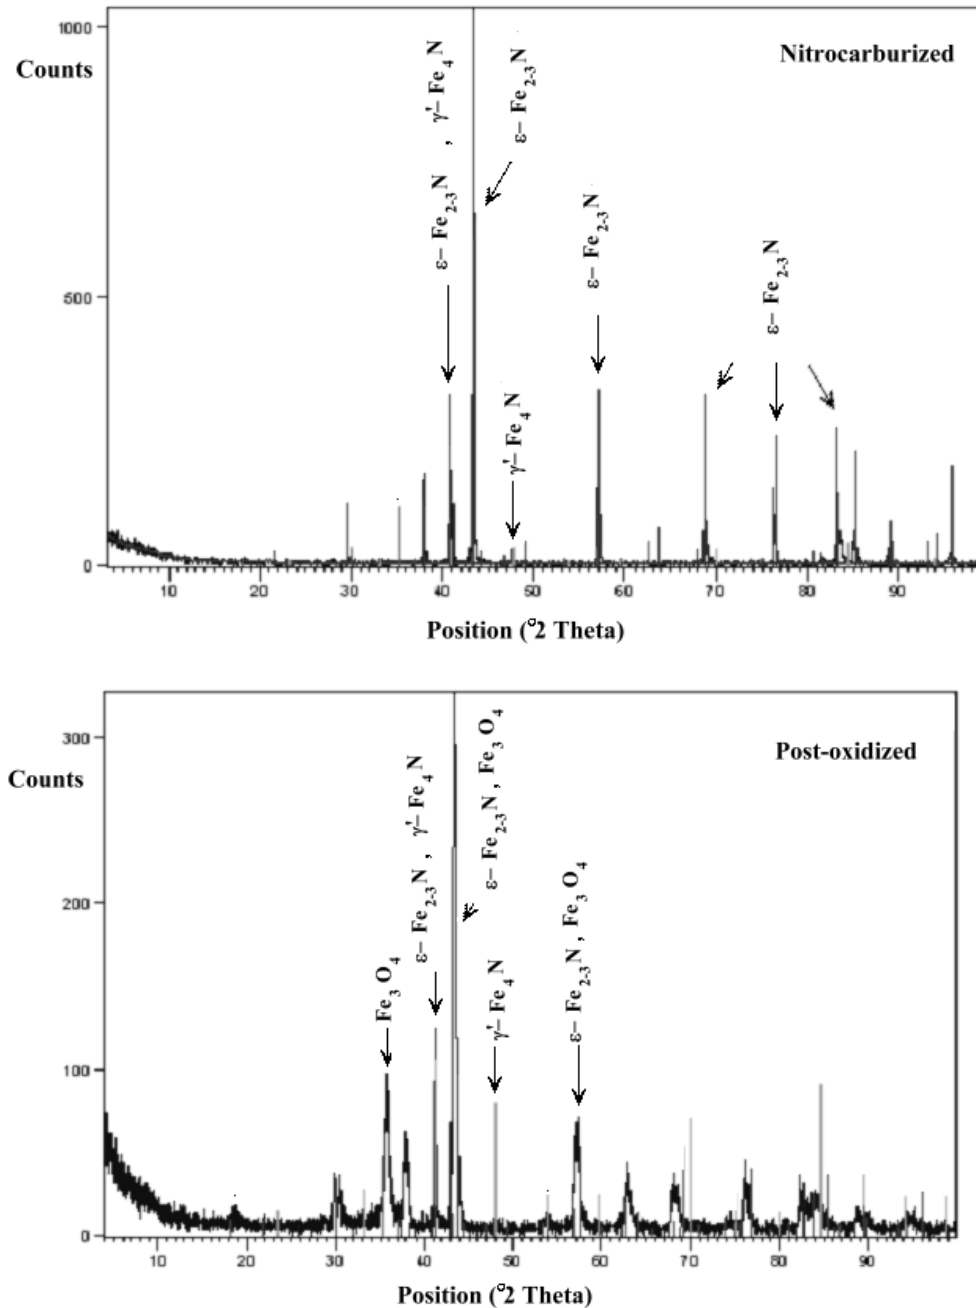 1000
Counts
Nitrocarburized
ε– Fe2-3N , γ'– Fe4N
ε– Fe2-3N
ε– Fe2-3N
ε– Fe2-3N
γ'– Fe4N
500
0
10 20 30 40 50 60 70 80 90
Position (°2 Theta)
300
Counts
Post-oxidized
Fe3O4
ε– Fe2-3N , γ'– Fe4N
ε– Fe2-3N , Fe3O4
γ'– Fe4N
ε– Fe2-3N , Fe3O4
200
100
0
10 20 30 40 50 60 70 80 90
Position (°2 Theta)